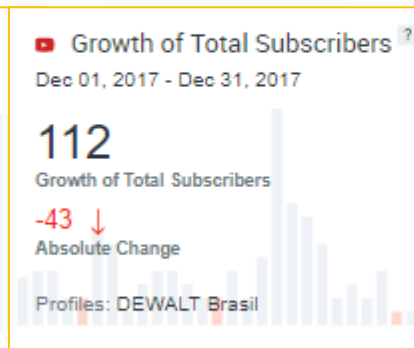 Growth of Total Subscribers ?
Dec 01, 2017 - Dec 31, 2017
112
Growth of Total Subscribers
-43 ↓
Absolute Change
Profiles: DEWALT Brasil